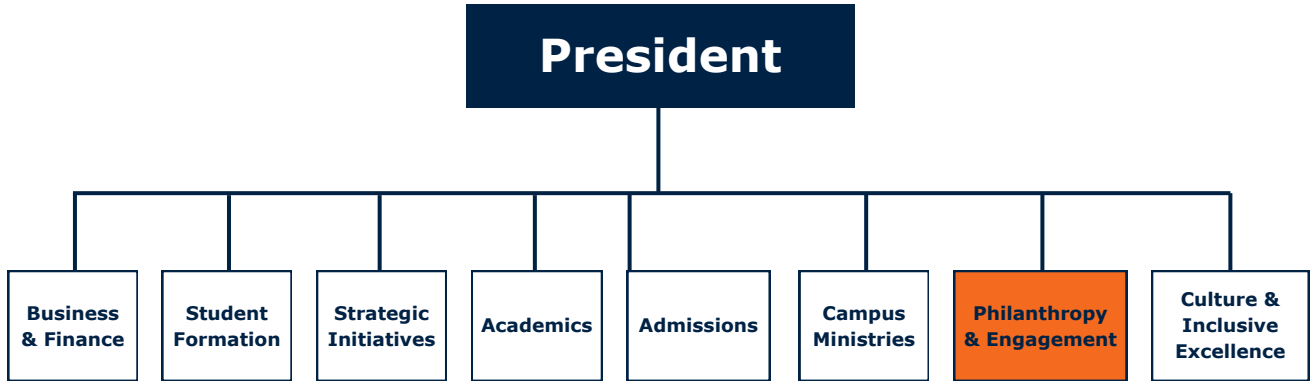 President
Business
& Finance
Student
Formation
Strategic
Initiatives
Academics
Admissions
Campus
Ministries
Philanthropy
& Engagement
Culture &
Inclusive
Excellence